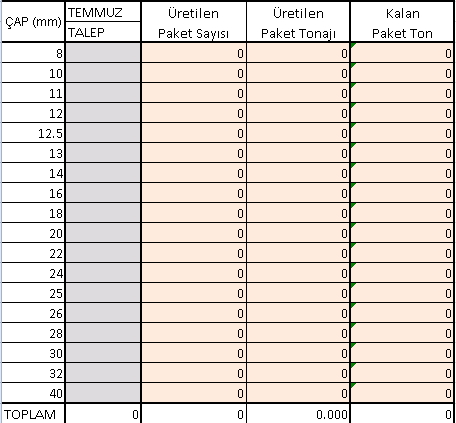 ÇAP (mm) TEMMUZ TALEP Üretilen Paket Sayısı Üretilen Paket Tonajı Kalan Paket Ton
8 0 0 0
10 0 0 0
11 0 0 0
12 0 0 0
12.5 0 0 0
13 0 0 0
14 0 0 0
16 0 0 0
18 0 0 0
20 0 0 0
22 0 0 0
24 0 0 0
25 0 0 0
26 0 0 0
28 0 0 0
30 0 0 0
32 0 0 0
40 0 0 0
TOPLAM 0 0 0.000 0